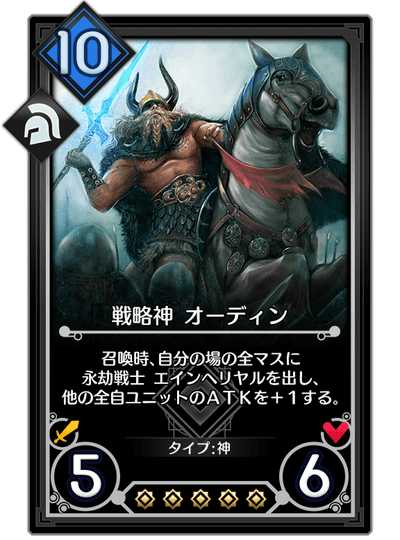 10
戦略神 オーディン
召喚時、自分の場の全マスに
永劫戦士 エインヘリヤルを出し、
他の全自ユニットのATKを+1する。
タイプ:神
5
6